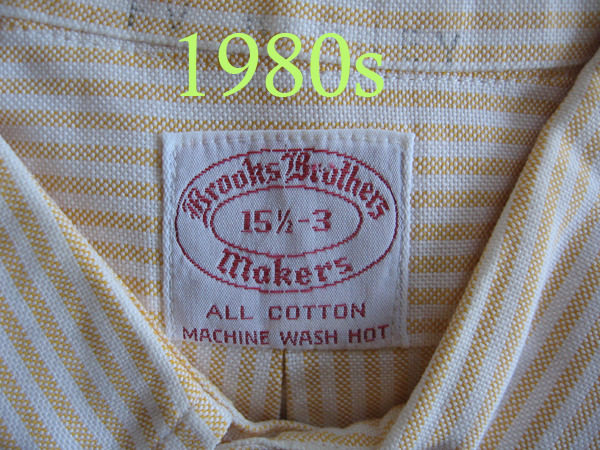 1980s
Brooks Brothers
15½-3
Makers
ALL COTTON
MACHINE WASH HOT